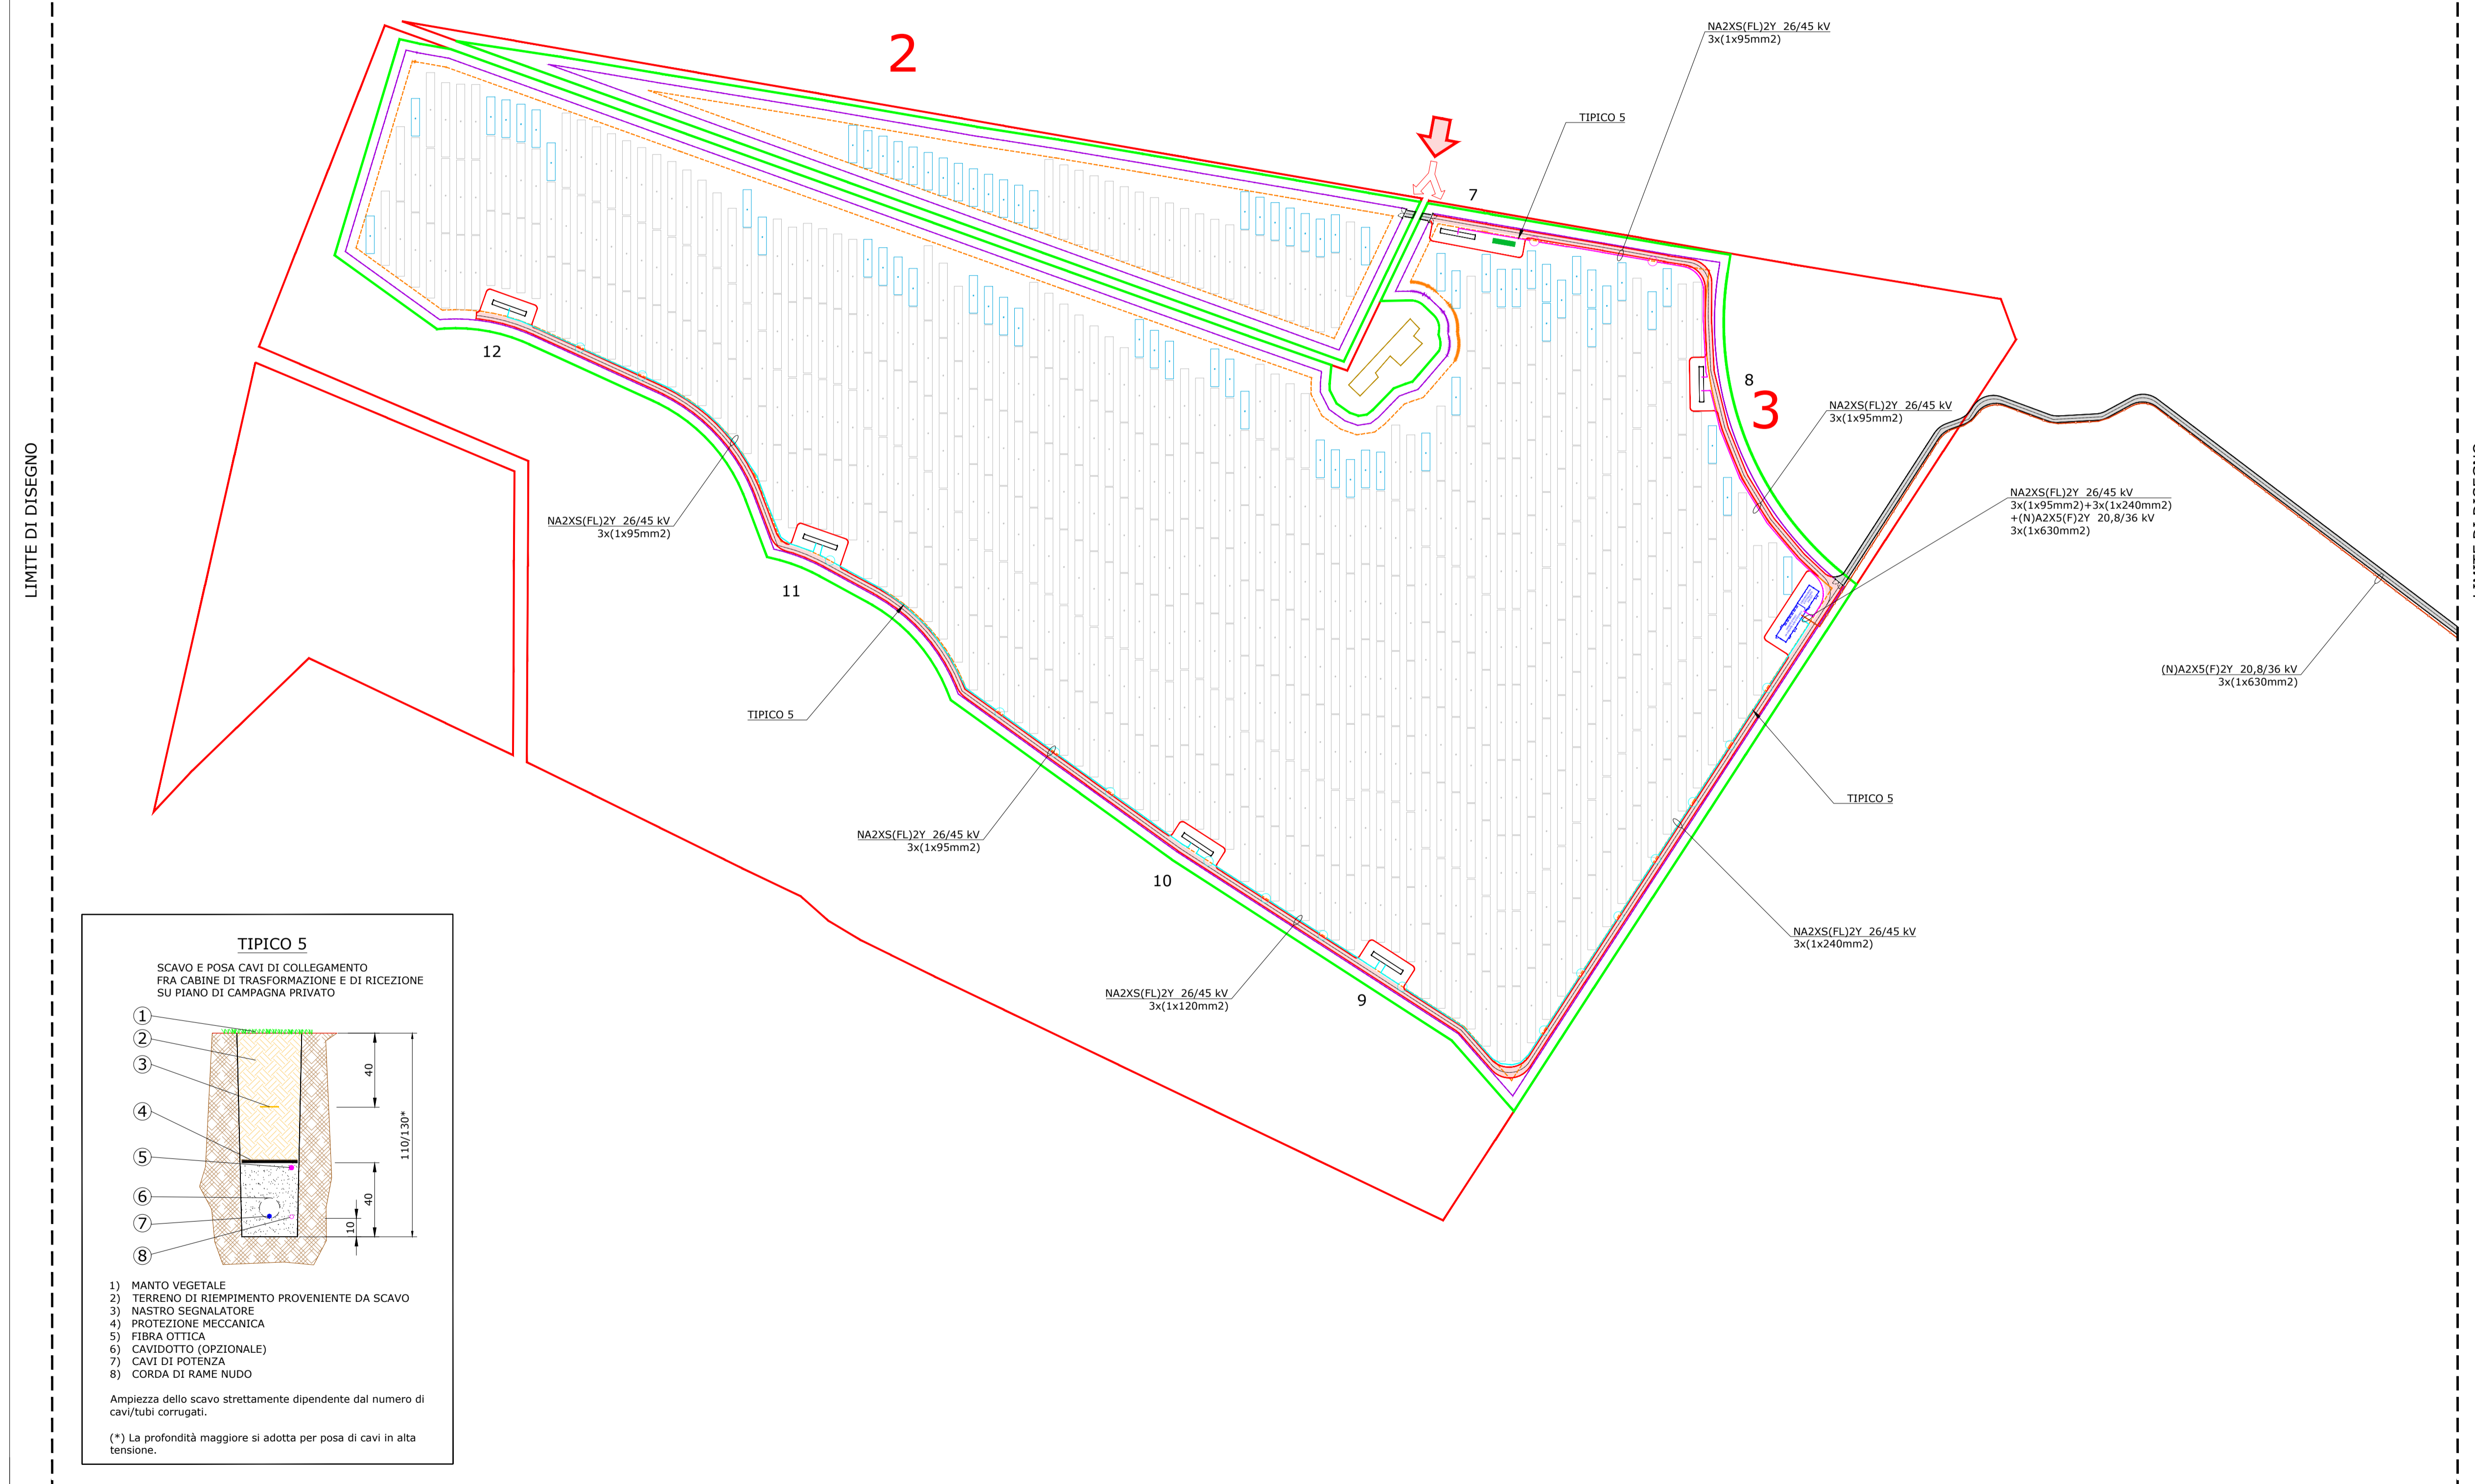 NA2XS(FL)2Y 26/45 kV
3x(1x95mm2)
2
TIPICO 5
7
12
8
3
NA2XS(FL)2Y 26/45 kV
3x(1x95mm2)
LIMITE DI DISEGNO
NA2XS(FL)2Y 26/45 kV
3x(1x95mm2)+3x(1x240mm2)
+(N)A2X5(F)2Y 20,8/36 kV
3x(1x630mm2)
NA2XS(FL)2Y 26/45 kV
3x(1x95mm2)
11
(N)A2X5(F)2Y 20,8/36 kV
3x(1x630mm2)
TIPICO 5
TIPICO 5
NA2XS(FL)2Y 26/45 kV
3x(1x95mm2)
10
NA2XS(FL)2Y 26/45 kV
3x(1x240mm2)
NA2XS(FL)2Y 26/45 kV
3x(1x120mm2)
9
TIPICO 5
SCAVO E POSA CAVI DI COLLEGAMENTO
FRA CABINE DI TRASFORMAZIONE E DI RICEZIONE
SU PIANO DI CAMPAGNA PRIVATO
1
2
3
4
5
6
7
8
40
110/130*
40
10
1) MANTO VEGETALE
2) TERRENO DI RIEMPIMENTO PROVENIENTE DA SCAVO
3) NASTRO SEGNALATORE
4) PROTEZIONE MECCANICA
5) FIBRA OTTICA
6) CAVIDOTTO (OPZIONALE)
7) CAVI DI POTENZA
8) CORDA DI RAME NUDO
Ampiezza dello scavo strettamente dipendente dal numero di
cavi/tubi corrugati.
(*) La profondità maggiore si adotta per posa di cavi in alta
tensione.